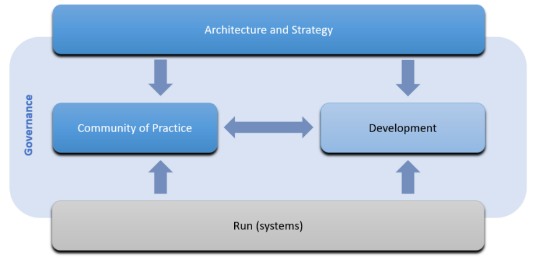 Architecture and Strategy
Governance
Community of Practice
Development
Run (systems)